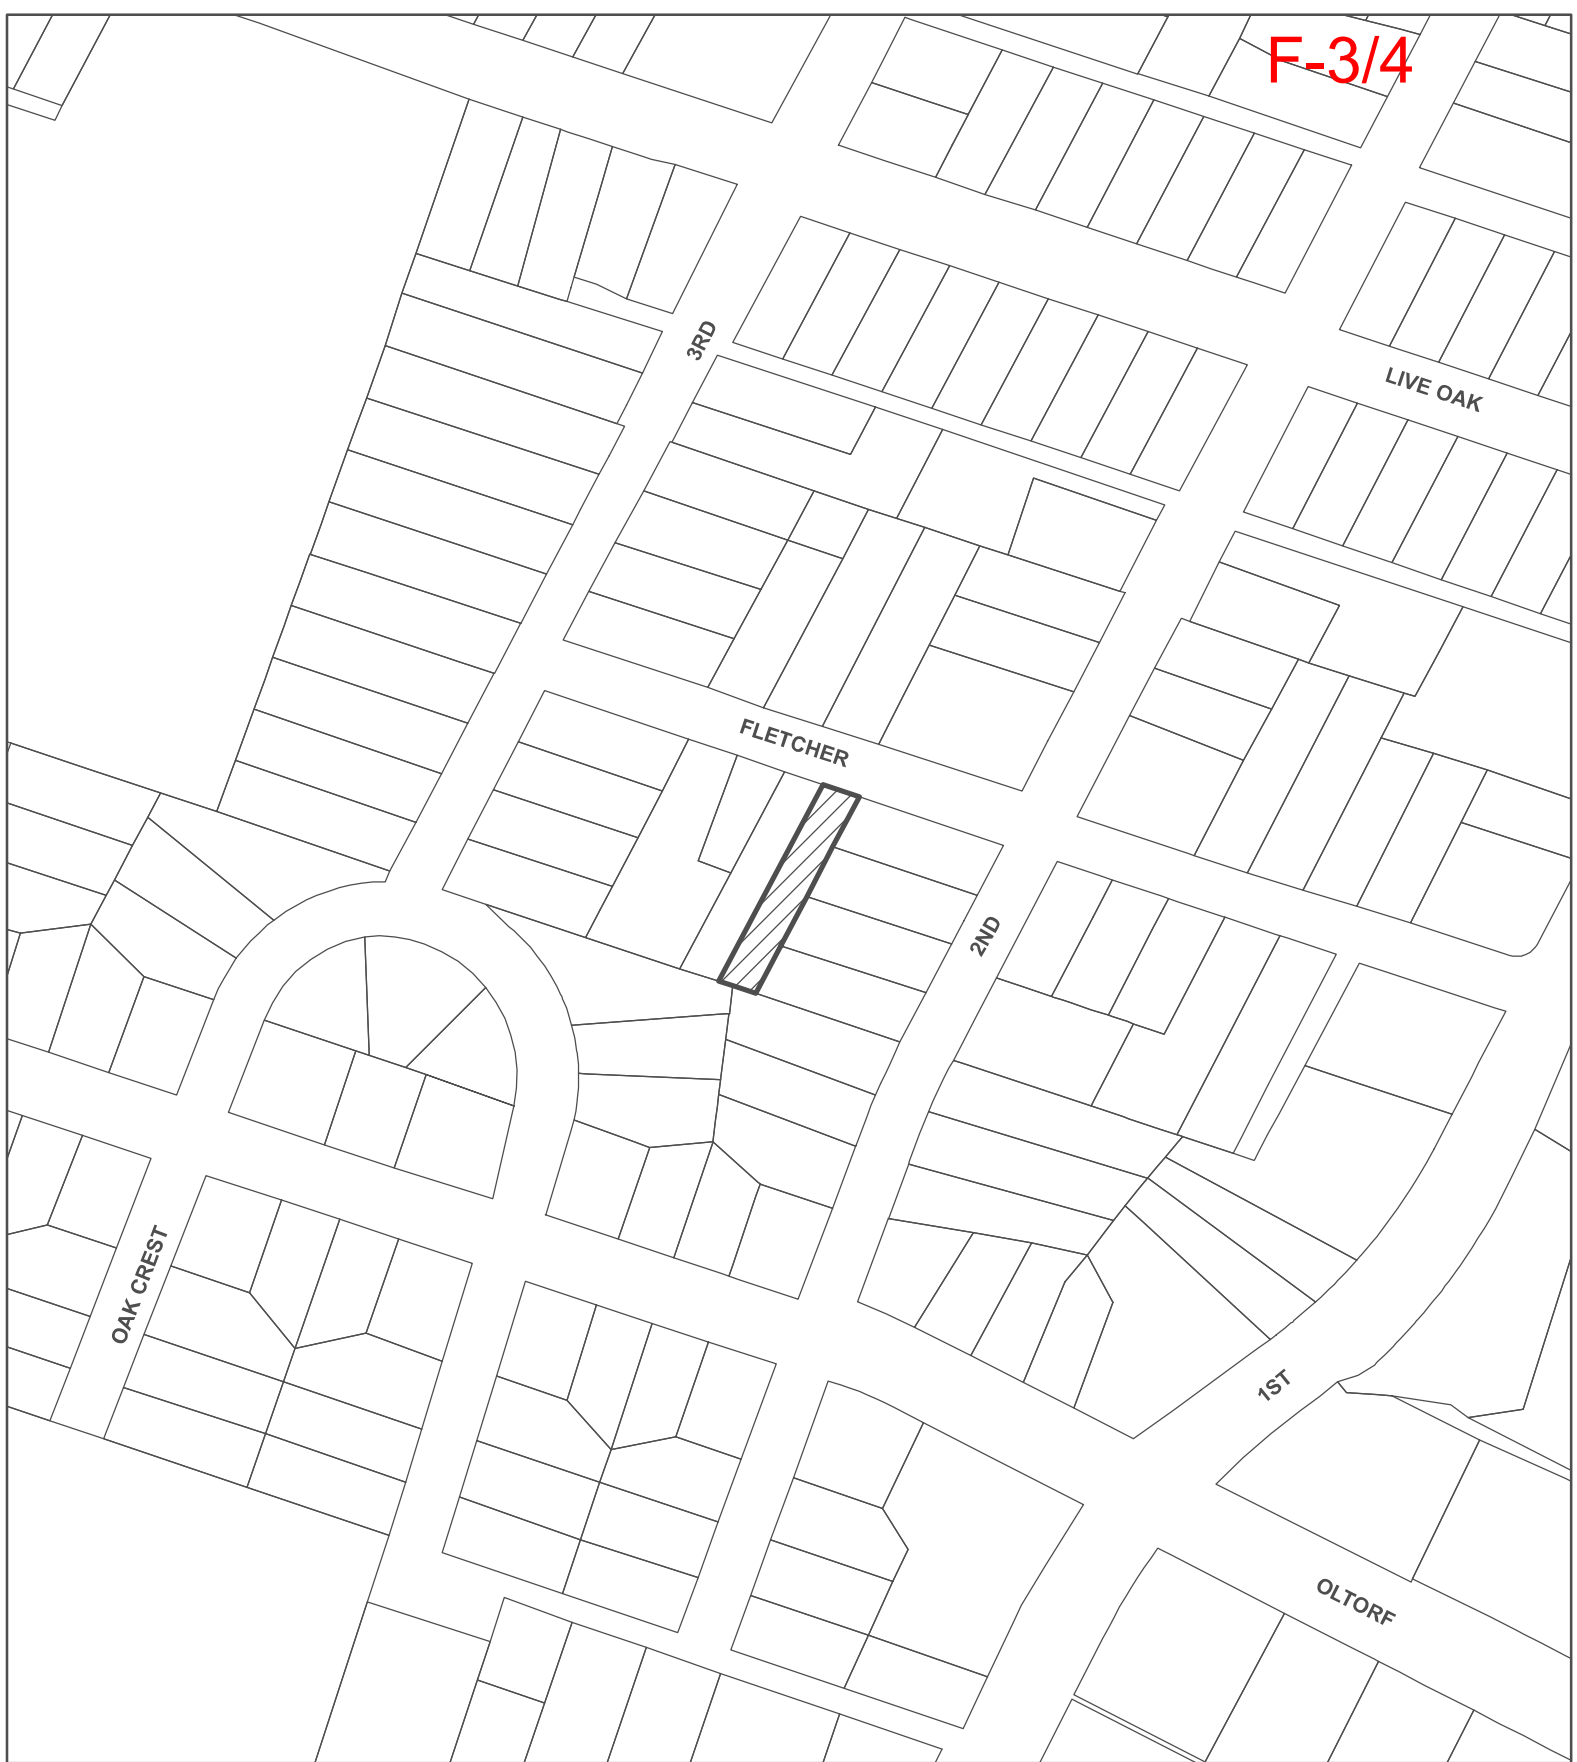 F-3/4
3RD
LIVE OAK
FLETCHER
2ND
OAK CREST
1ST
OLTORF